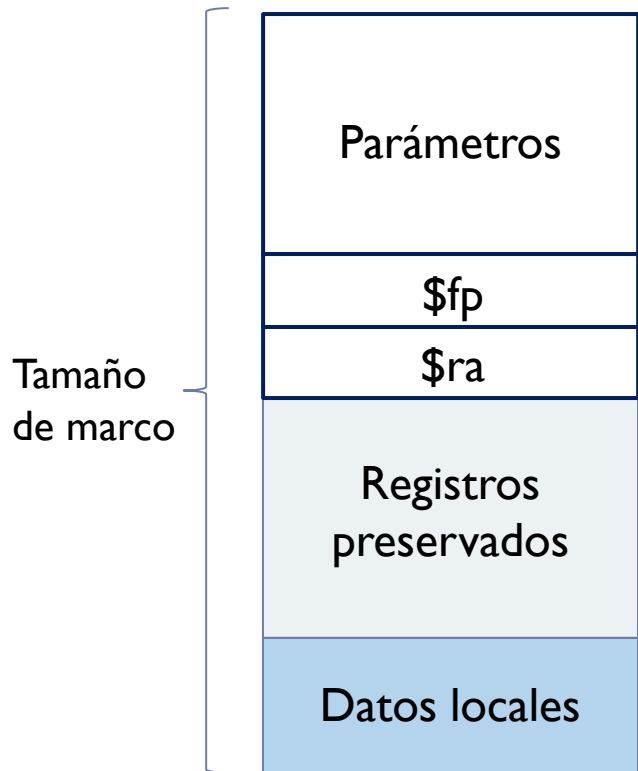 Parámetros
$fp
$ra
Tamaño
de marco
Registros
preservados
Datos locales